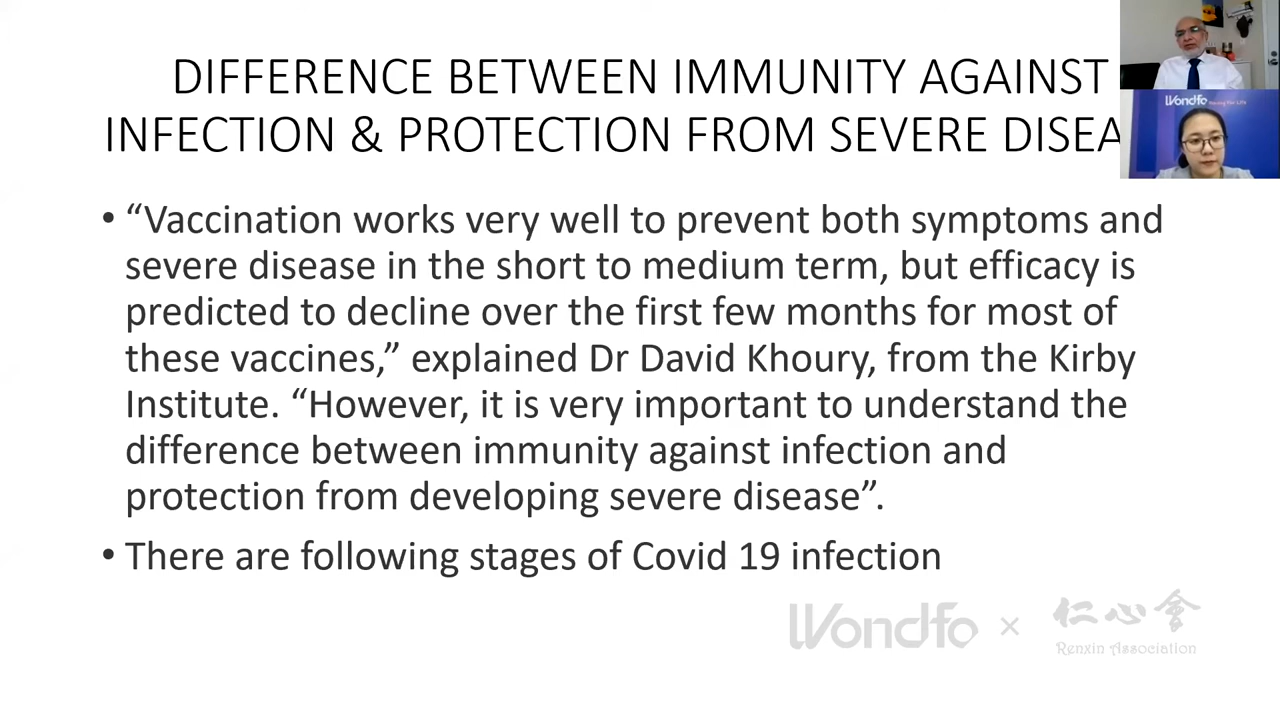 DIFFERENCE BETWEEN IMMUNITY AGAINST
INFECTION & PROTECTION FROM SEVERE DISEA
Wondfo
• “Vaccination works very well to prevent both symptoms and
severe disease in the short to medium term, but efficacy is
predicted to decline over the first few months for most of
these vaccines,” explained Dr David Khoury, from the Kirby
Institute. “However, it is very important to understand the
difference between immunity against infection and
protection from developing severe disease”.
• There are following stages of Covid 19 infection
Wondfo × 仁心會
Renxin Association